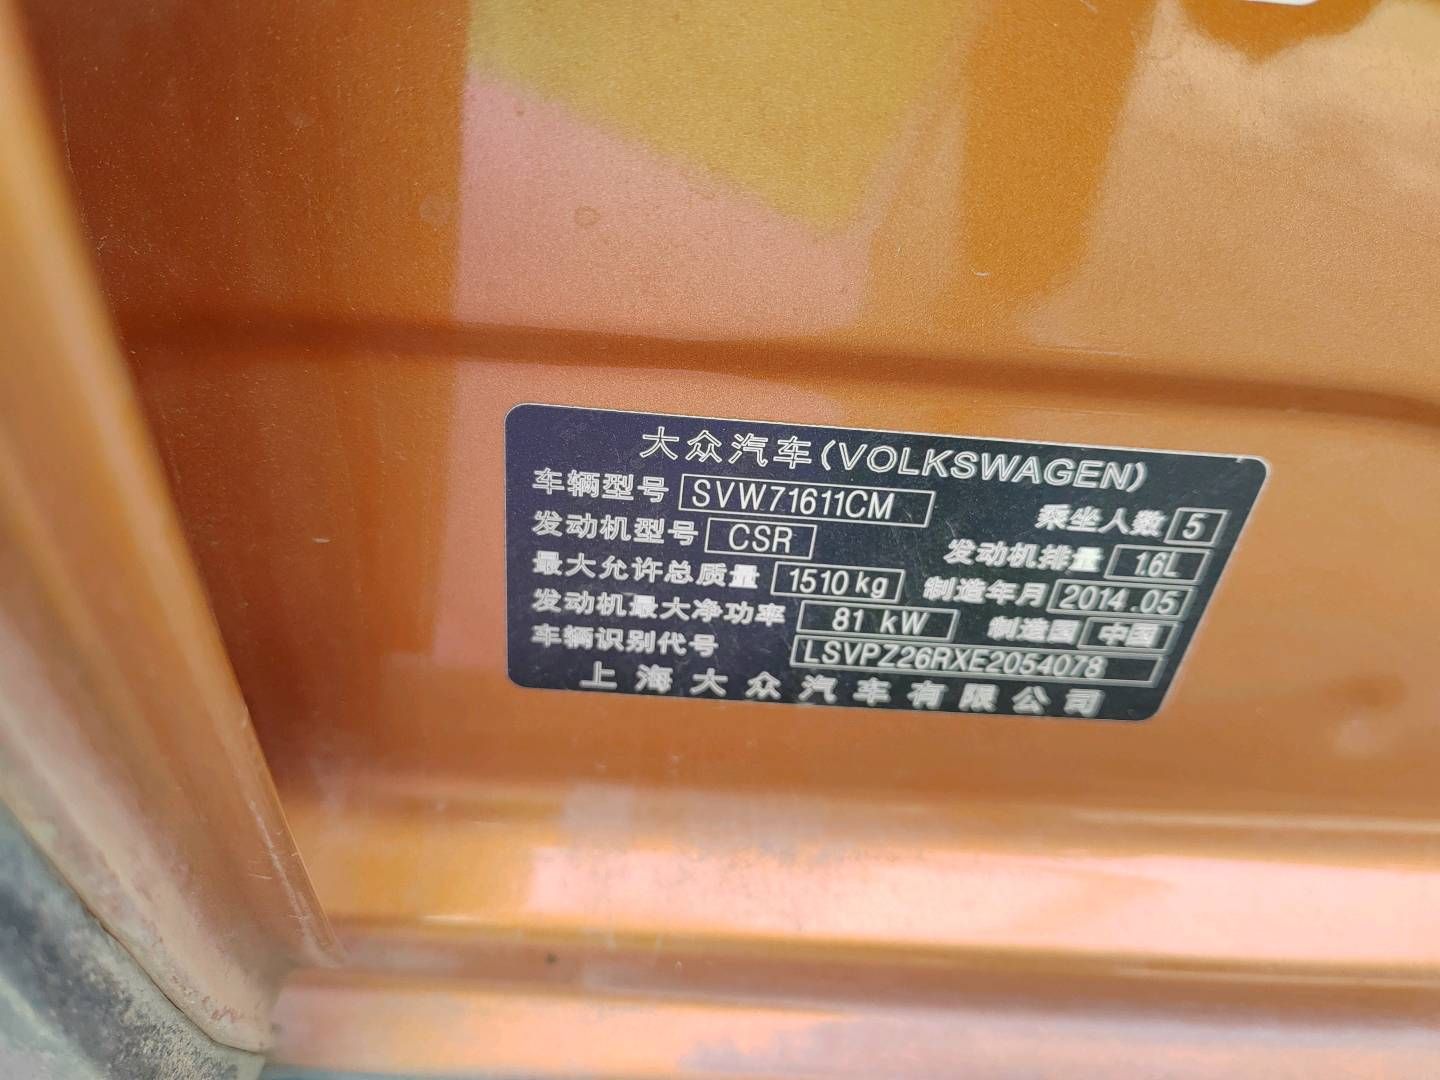 大众汽车(VOLKSWAGEN)
车辆型号 SVW71611CM 乘坐人数 5
发动机型号 CSR 发动机排量 1.6L
最大允许总质量 1510 kg 制造年月 2014.05
发动机最大净功率 81 kW 制造国 中国
车辆识别代号 LSVPZ26RXE2054078
上海大众汽车有限公司